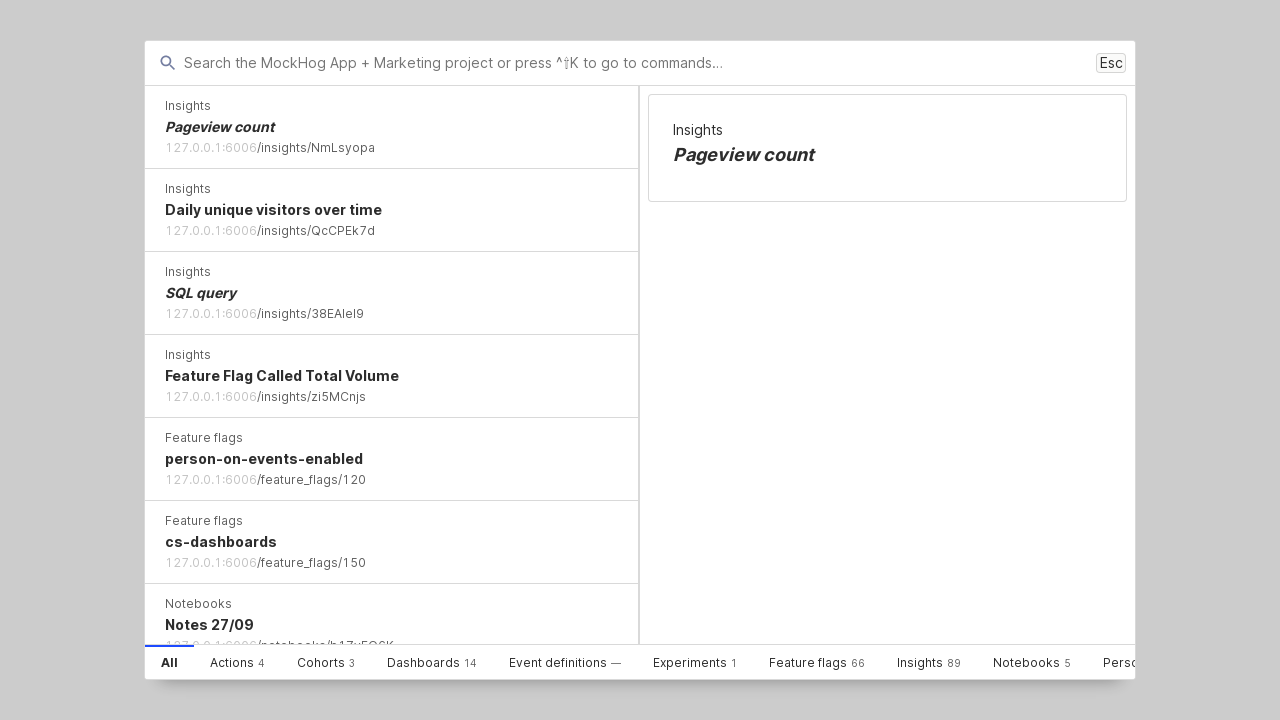 Search the MockHog App + Marketing project or press ^⇧K to go to commands...
Esc
Insights
Pageview count
127.0.0.1:6006/insights/NmLsyopa
Insights
Daily unique visitors over time
127.0.0.1:6006/insights/QcCPEk7d
Insights
SQL query
127.0.0.1:6006/insights/38EAlel9
Insights
Feature Flag Called Total Volume
127.0.0.1:6006/insights/zi5MCnjs
Feature flags
person-on-events-enabled
127.0.0.1:6006/feature_flags/120
Feature flags
cs-dashboards
127.0.0.1:6006/feature_flags/150
Notebooks
Notes 27/09
Insights
Pageview count
All Actions 4 Cohorts 3 Dashboards 14 Event definitions — Experiments 1 Feature flags 66 Insights 89 Notebooks 5